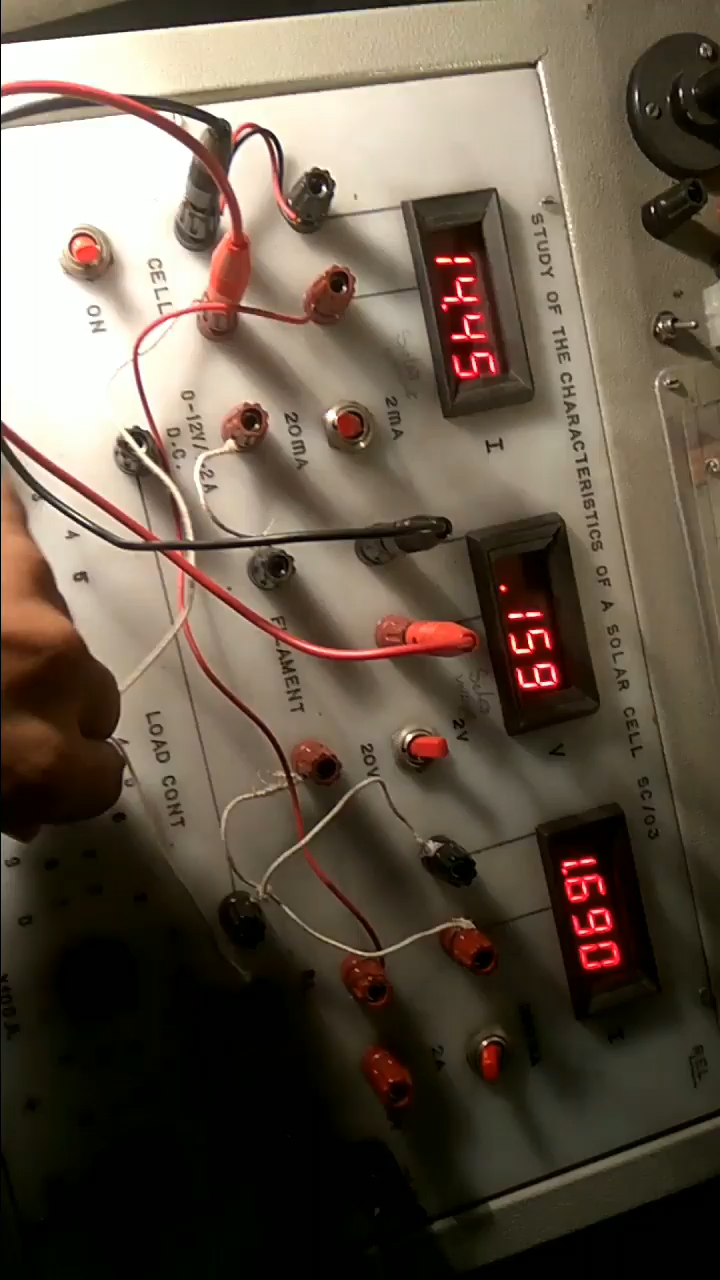 STUDY OF THE CHARACTERISTICS OF A SOLAR CELL SC/03
.159
1.690
I
V
I
2mA
20mA
2V
20V
2A
CELL
ON
0-12V/.2A
D.C.
FILAMENT
LOAD CONT
REL